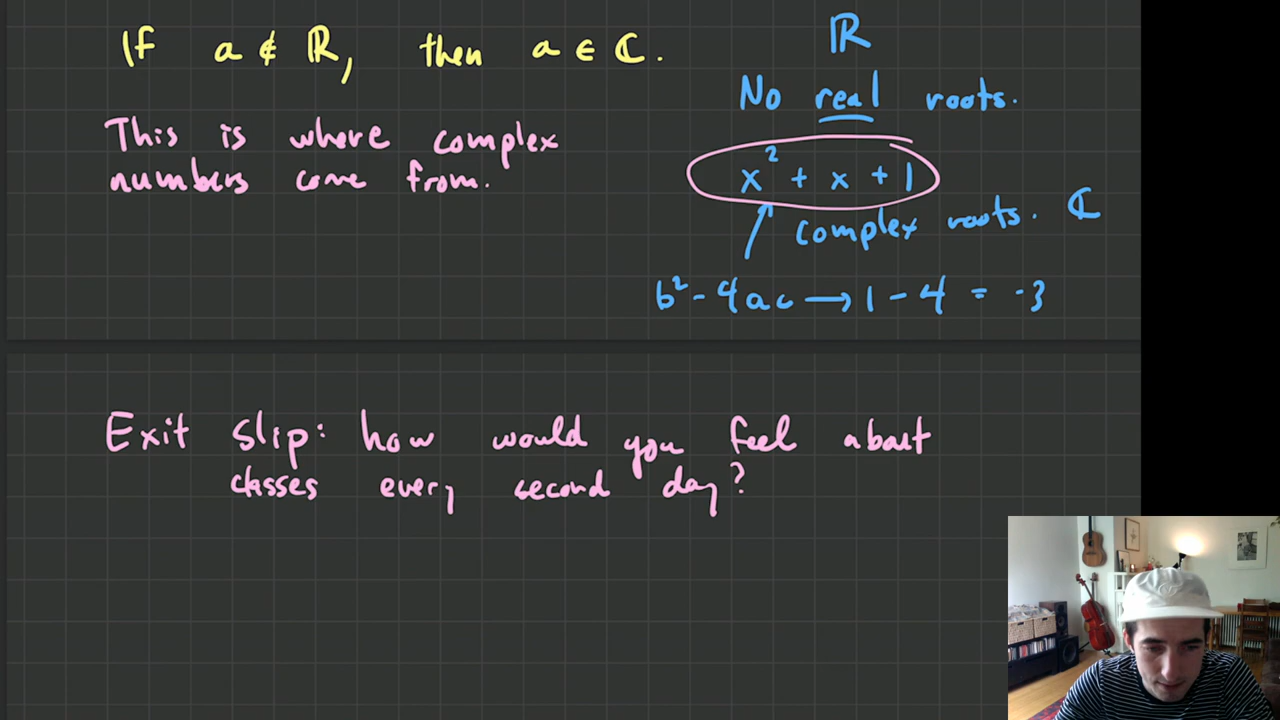 If a ∉ ℝ, then a ∈ ℂ.
This is where complex
numbers come from.
ℝ
No real roots.
x² + x + 1
complex roots. ℂ
b² - 4ac → 1 - 4 = -3
Exit slip: how would you feel about
classes every second day?